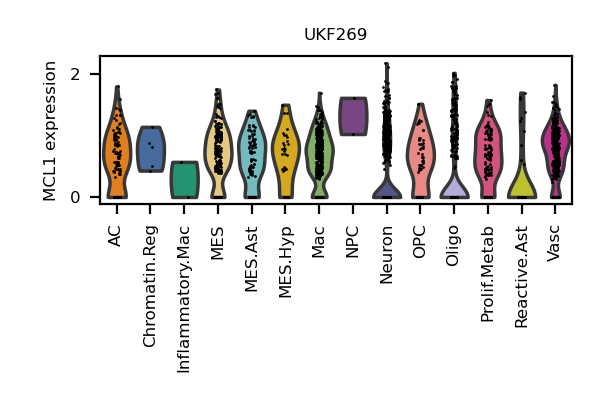 UKF269
MCL1 expression
2
0
AC
Chromatin.Reg
Inflammatory.Mac
MES
MES.Ast
MES.Hyp
Mac
NPC
Neuron
OPC
Oligo
Prolif.Metab
Reactive.Ast
Vasc